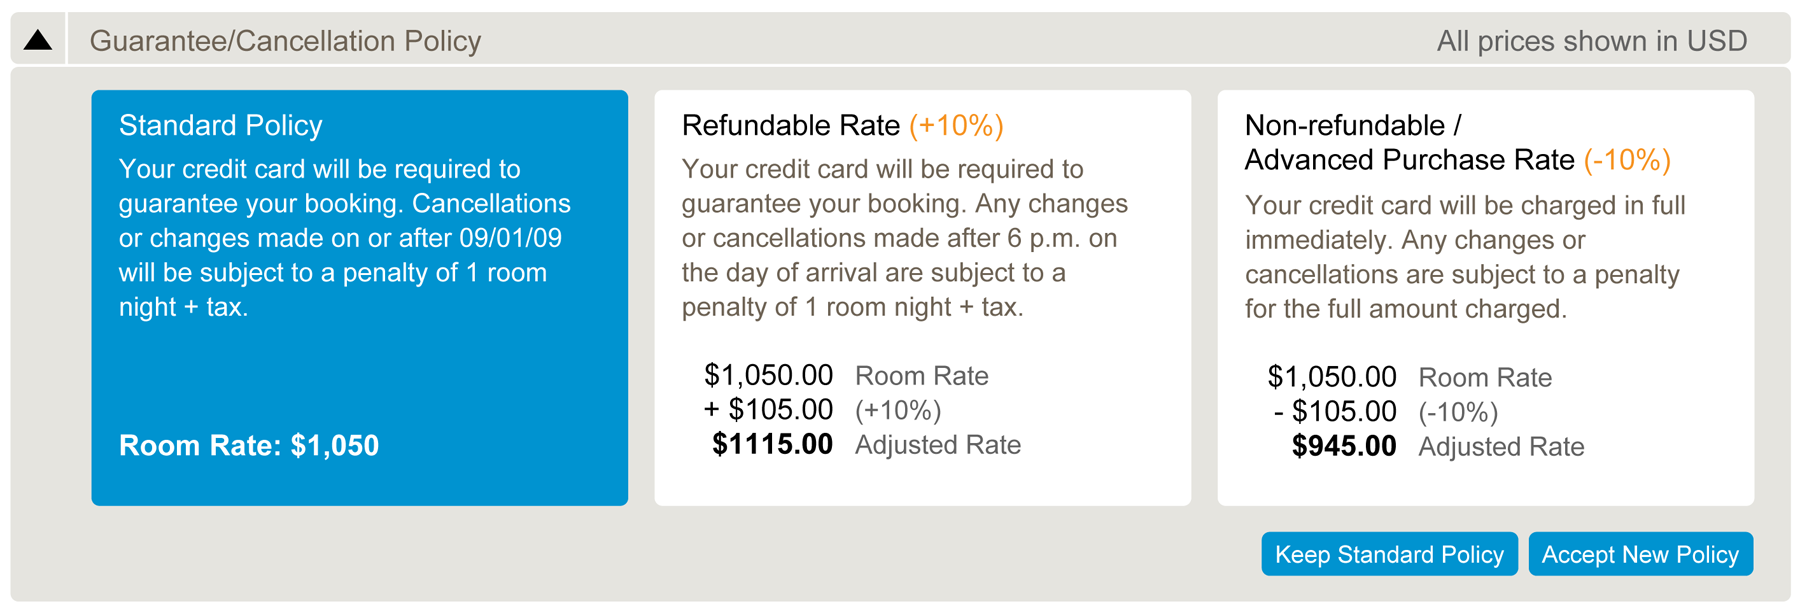 Guarantee/Cancellation Policy
All prices shown in USD
Standard Policy
Your credit card will be required to
guarantee your booking. Cancellations
or changes made on or after 09/01/09
will be subject to a penalty of 1 room
night + tax.
Room Rate: $1,050
Refundable Rate (+10%)
Your credit card will be required to
guarantee your booking. Any changes
or cancellations made after 6 p.m. on
the day of arrival are subject to a
penalty of 1 room night + tax.
$1,050.00 Room Rate
+ $105.00 (+10%)
$1115.00 Adjusted Rate
Non-refundable /
Advanced Purchase Rate (-10%)
Your credit card will be charged in full
immediately. Any changes or
cancellations are subject to a penalty
for the full amount charged.
$1,050.00 Room Rate
- $105.00 (-10%)
$945.00 Adjusted Rate
Keep Standard Policy
Accept New Policy